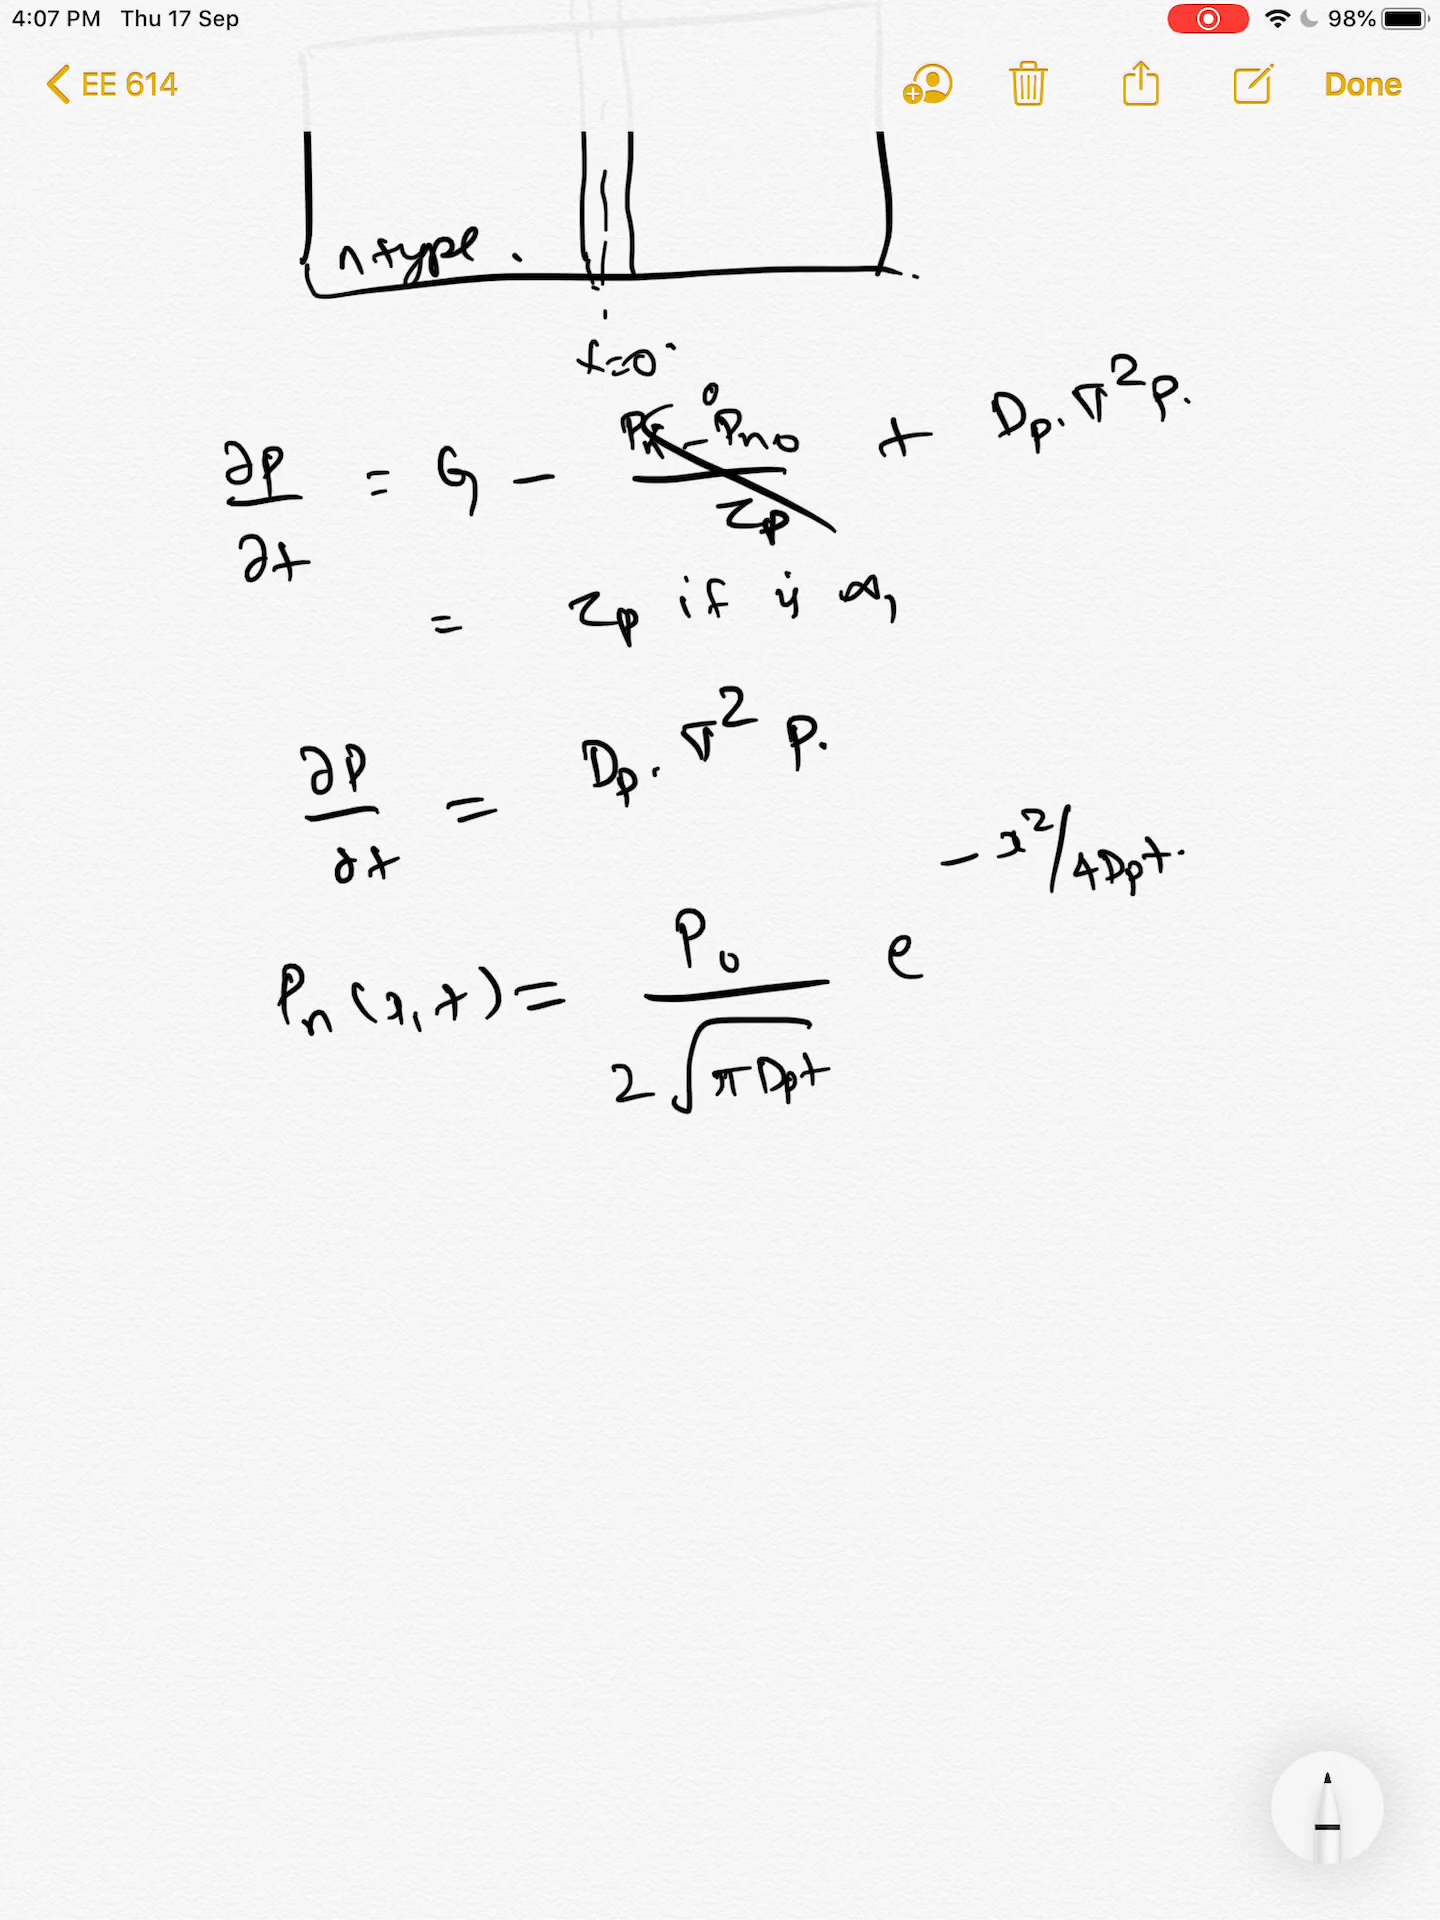 4:07 PM Thu 17 Sep 98%
EE 614 Done
n type.
x=0
∂p/∂t = G - (Pn - Pno)/τp + Dp. ∇²p.
0
= τp if is ∞,
∂P/∂t = Dp. ∇² p.
Pn (x, t) = P0 / 2√πDpt e -x²/4Dpt.